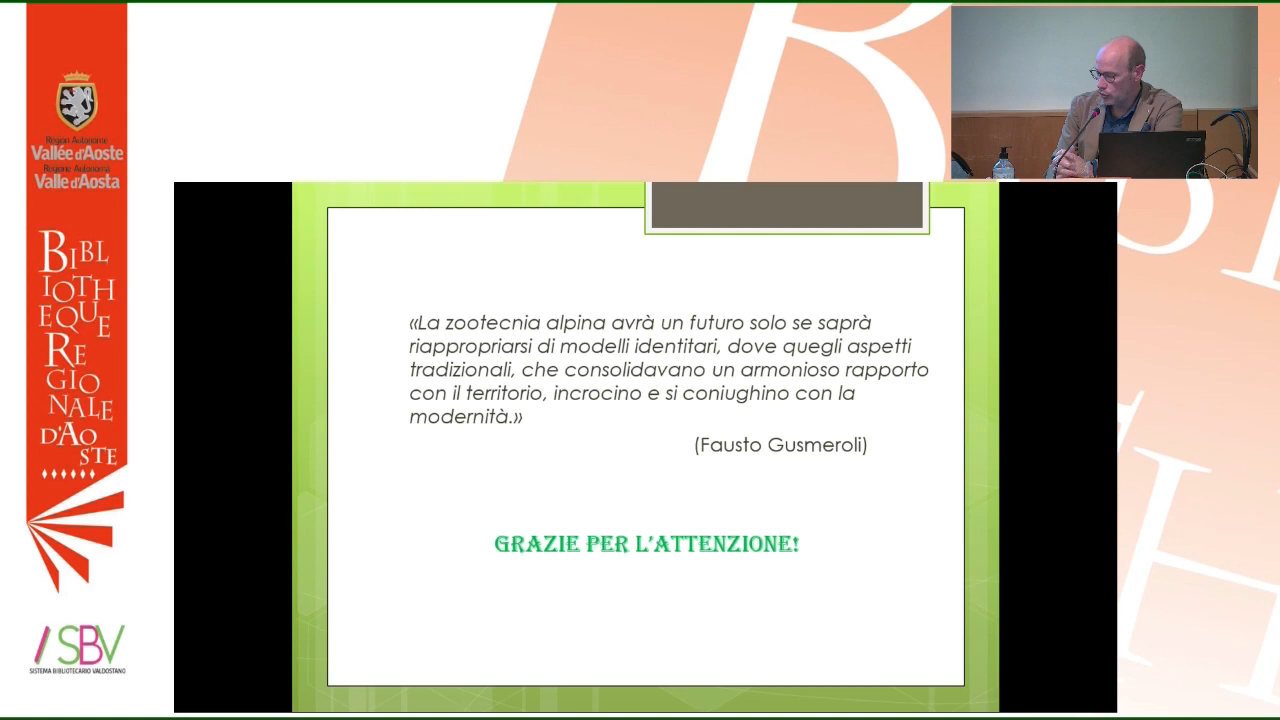 Région Autonome
Vallée d'Aoste
Regione Autonoma
Valle d'Aosta
BIBL
IOTH
EQUE
RE
GIO
NALE
D'AO
STE
SBV
SISTEMA BIBLIOTECARIO VALDOSTANO
«La zootecnia alpina avrà un futuro solo se saprà
riappropriarsi di modelli identitari, dove quegli aspetti
tradizionali, che consolidavano un armonioso rapporto
con il territorio, incrocino e si coniughino con la
modernità.»
(Fausto Gusmeroli)
GRAZIE PER L'ATTENZIONE!